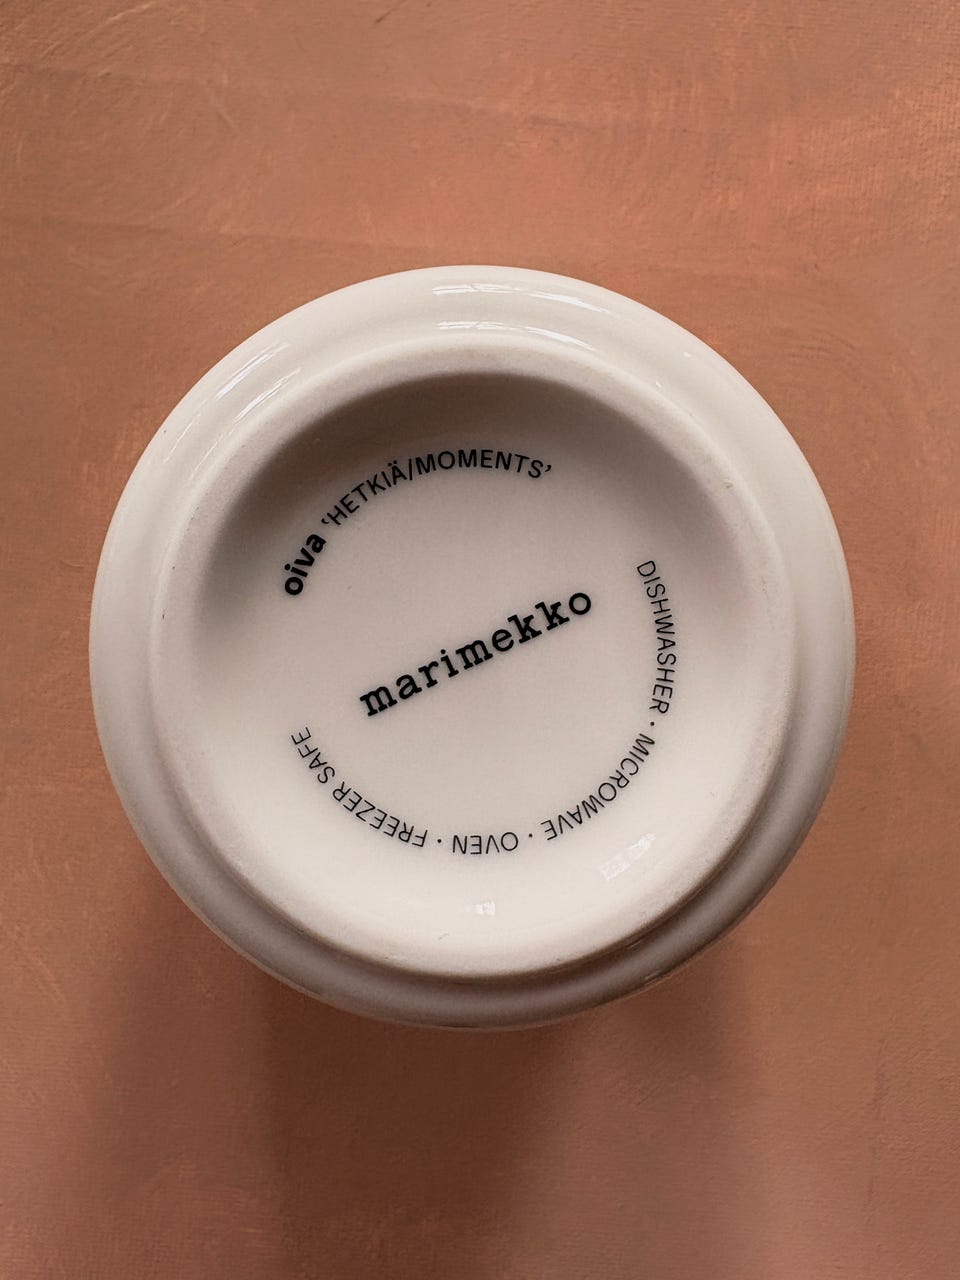 oiva ‘HETKIÄ/MOMENTS’
marimekko
DISHWASHER · MICROWAVE · OVEN · FREEZER SAFE